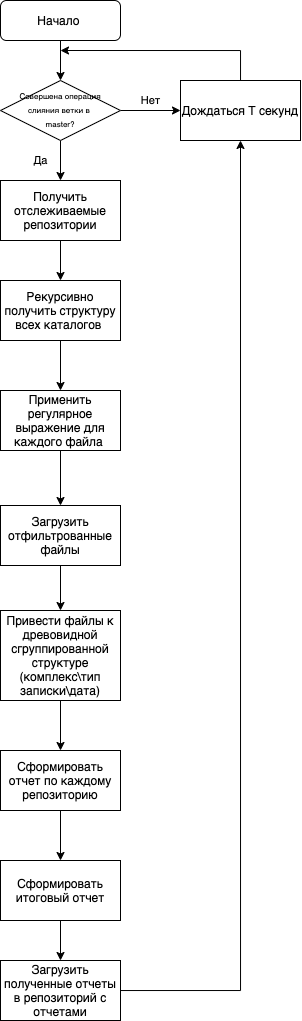 Начало
Совершена операция
слияния ветки в
master?
Нет
Дождаться T секунд
Да
Получить
отслеживаемые
репозитории
Рекурсивно
получить структуру
всех каталогов
Применить
регулярное
выражение для
каждого файла
Загрузить
отфильтрованные
файлы
Привести файлы к
древовидной
сгруппированной
структуре
(комплекс\тип
записки\дата)
Сформировать
отчет по каждому
репозиторию
Сформировать
итоговый отчет
Загрузить
полученные отчеты
в репозиторий с
отчетами